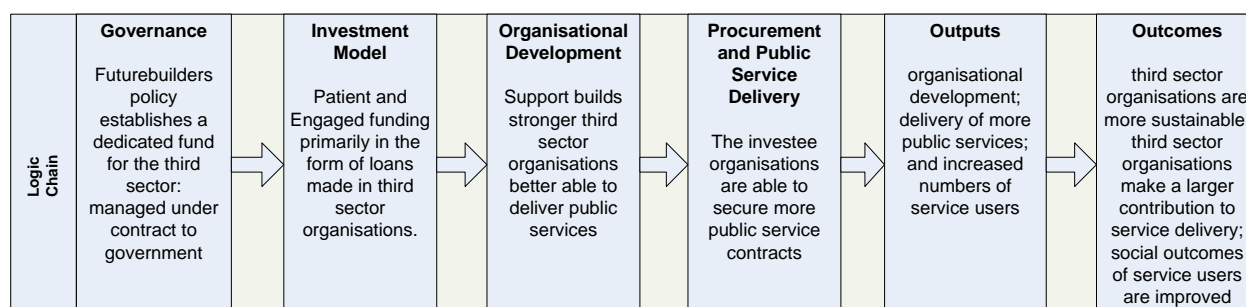 Logic
Chain
Governance
Futurebuilders
policy
establishes a
dedicated fund
for the third
sector:
managed under
contract to
government
Investment
Model
Patient and
Engaged funding
primarily in the
form of loans
made in third
sector
organisations.
Organisational
Development
Support builds
stronger third
sector
organisations
better able to
deliver public
services
Procurement
and Public
Service
Delivery
The investee
organisations
are able to
secure more
public service
contracts
Outputs
organisational
development;
delivery of more
public services;
and increased
numbers of
service users
Outcomes
third sector
organisations are
more sustainable
third sector
organisations
make a larger
contribution to
service delivery;
social outcomes
of service users
are improved